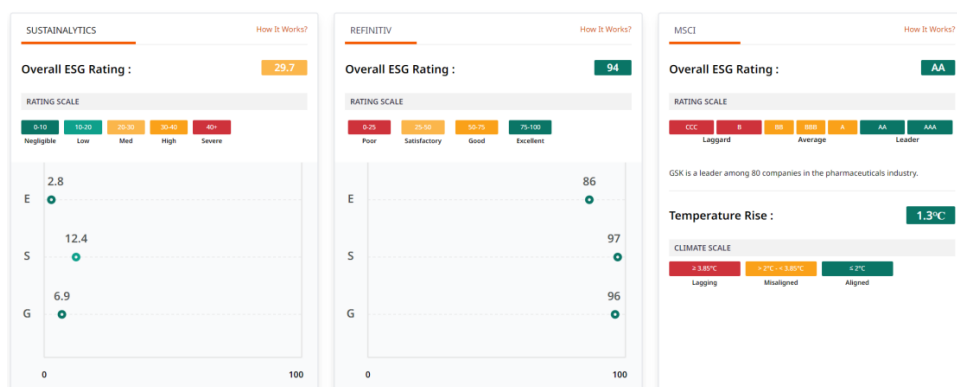 SUSTAINALYTICS
How It Works?
Overall ESG Rating :
29.7
RATING SCALE
0-10 10-20 20-30 30-40 40+
Negligible Low Med High Severe
2.8
E
12.4
S
6.9
G
0 100
REFINITIV
How It Works?
Overall ESG Rating :
94
RATING SCALE
0-25 25-50 50-75 75-100
Poor Satisfactory Good Excellent
86
E
97
S
96
G
0 100
MSCI
How It Works?
Overall ESG Rating :
AA
RATING SCALE
CCC B BB BBB A AA AAA
Laggard Average Leader
GSK is a leader among 80 companies in the pharmaceuticals industry.
Temperature Rise :
1.3°C
CLIMATE SCALE
≥ 3.85°C > 2°C - < 3.85°C ≤ 2°C
Lagging Misaligned Aligned